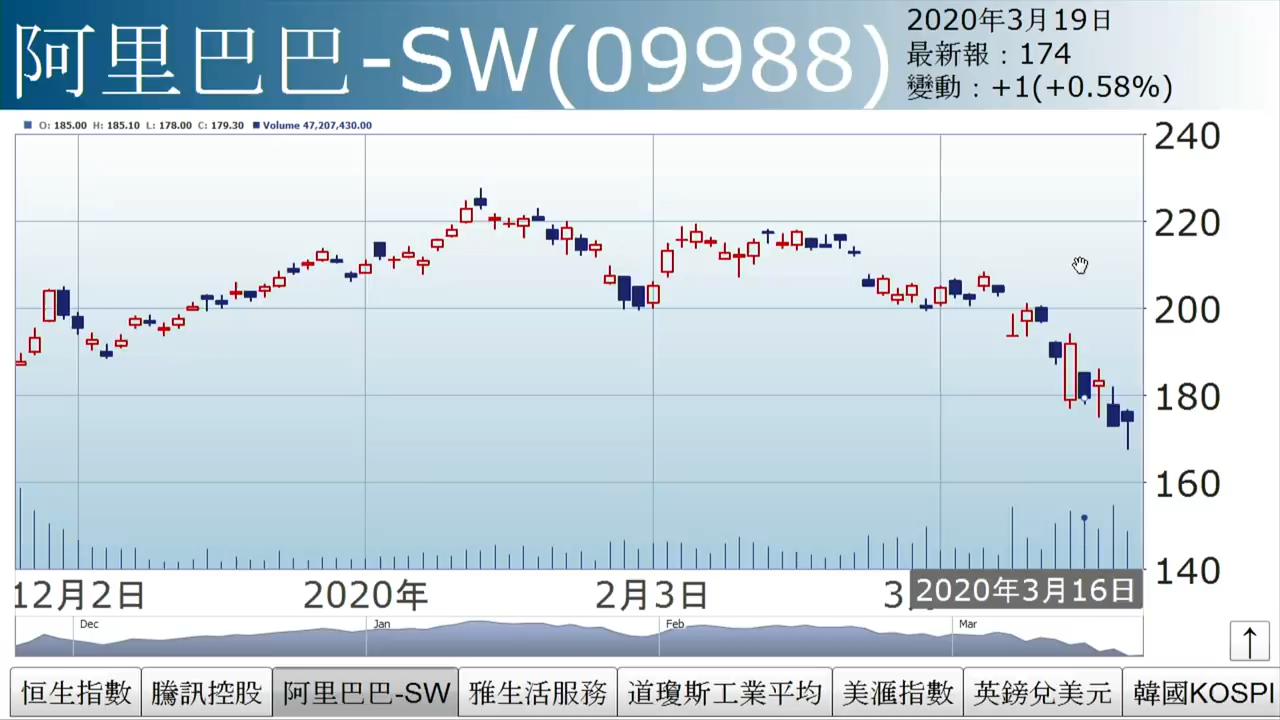 阿里巴巴-SW(09988)
2020年3月19日
最新報：174
變動：+1(+0.58%)
O: 185.00 H: 185.10 L: 178.00 C: 179.30 Volume 47,207,430.00
240
220
200
180
160
140
12月2日 2020年 2月3日 3 2020年3月16日
Dec Jan Feb Mar
↑
恒生指數 騰訊控股 阿里巴巴-SW 雅生活服務 道瓊斯工業平均 美滙指數 英鎊兌美元 韓國KOSPI